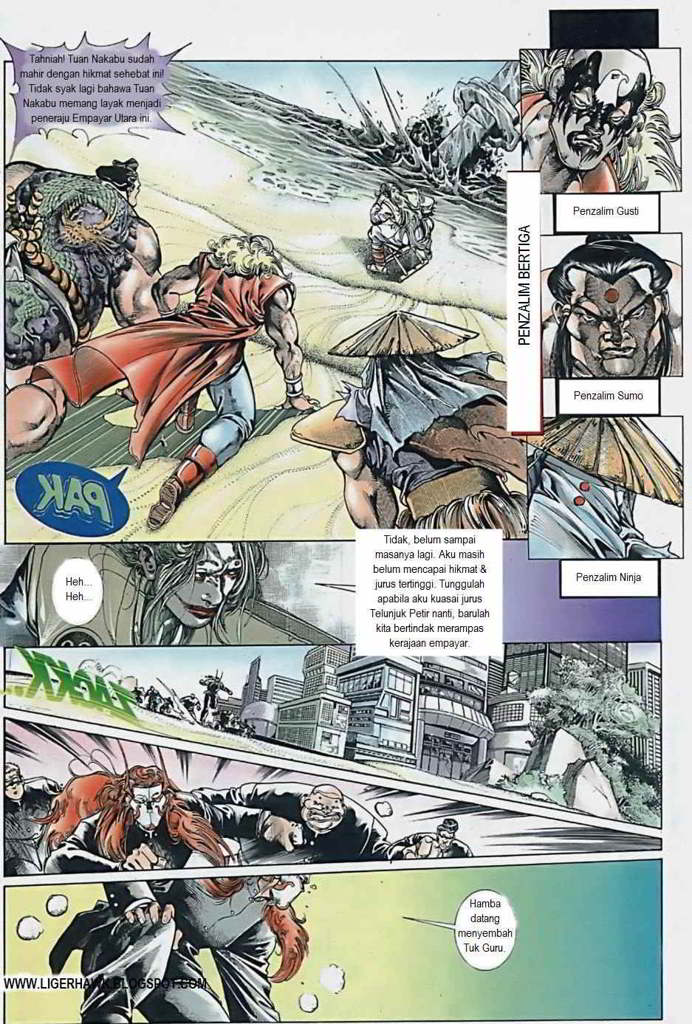 Tahniah! Tuan Nakabu sudah
mahir dengan hikmat sehebat ini!
Tidak syak lagi bahawa Tuan
Nakabu memang layak menjadi
peneraju Empayar Utara ini.
Penzalim Gusti
PENZALIM BERTIGA
Penzalim Sumo
PAK
Penzalim Ninja
Heh...
Heh...
Tidak, belum sampai
masanya lagi. Aku masih
belum mencapai hikmat &
jurus tertinggi. Tunggulah
apabila aku kuasai jurus
Telunjuk Petir nanti, barulah
kita bertindak merampas
kerajaan empayar.
Hamba
datang
menyembah
Tuk Guru.
WWW.LIGERHAWK.BLOGSPOT.COM